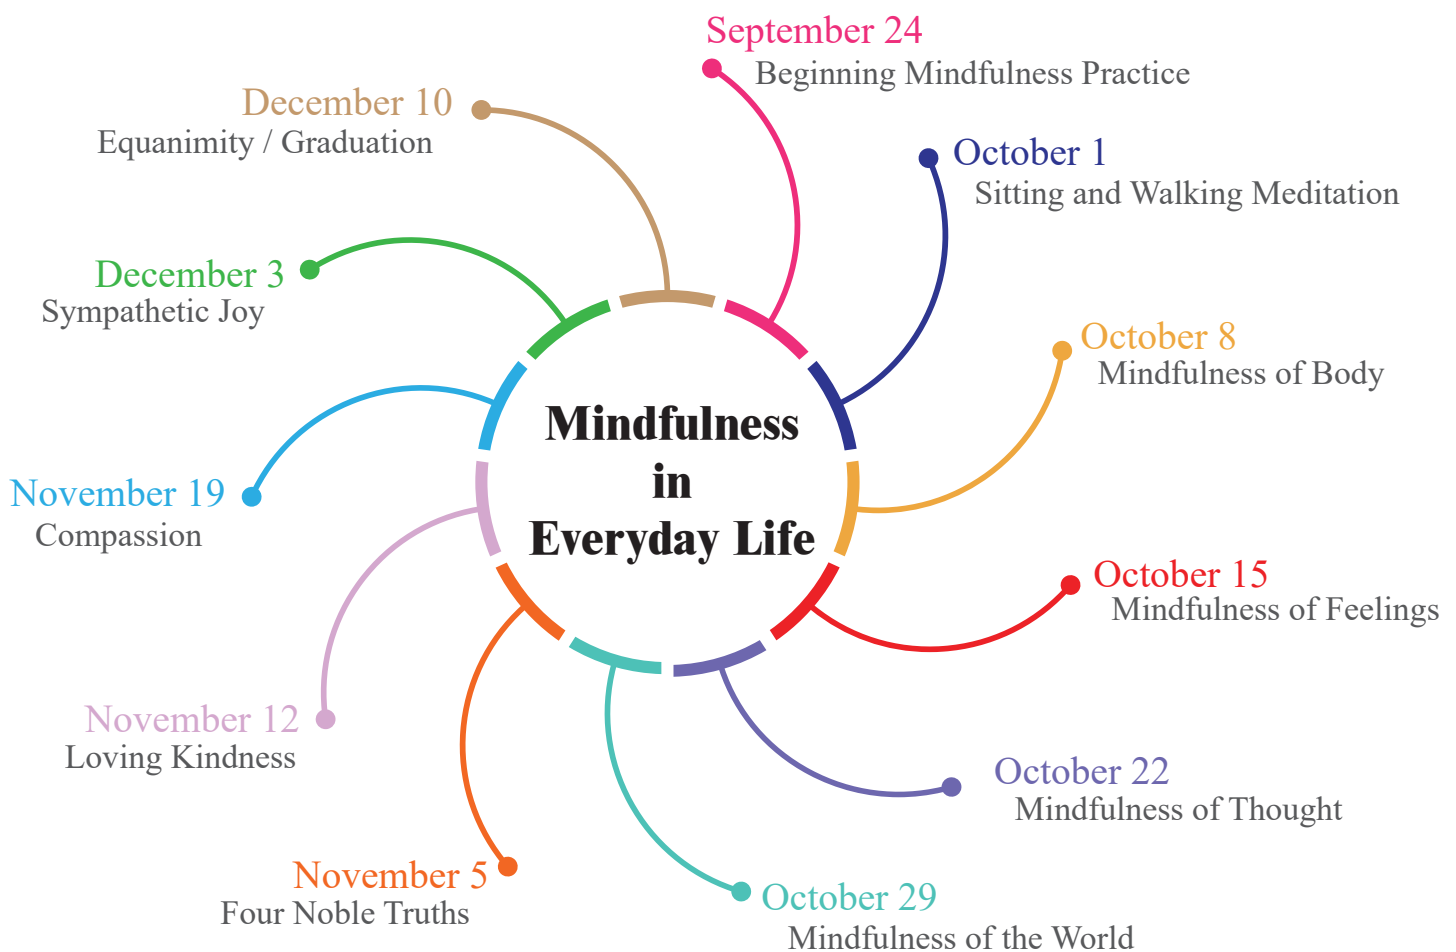 Mindfulness
in
Everyday Life
September 24
Beginning Mindfulness Practice
October 1
Sitting and Walking Meditation
October 8
Mindfulness of Body
October 15
Mindfulness of Feelings
October 22
Mindfulness of Thought
October 29
Mindfulness of the World
November 5
Four Noble Truths
November 12
Loving Kindness
November 19
Compassion
December 3
Sympathetic Joy
December 10
Equanimity / Graduation